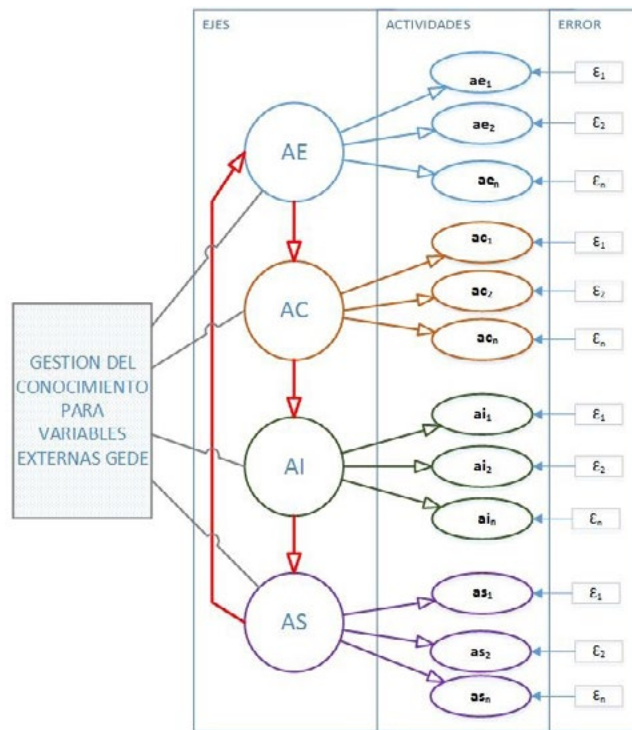 EJES
ACTIVIDADES
ERROR
AE
ae1
ε1
ae2
ε2
aen
εn
AC
ac1
ε1
ac2
ε2
acn
εn
GESTION DEL
CONOCIMIENTO
PARA
VARIABLES
EXTERNAS GEDE
AI
ai1
ε1
ai2
ε2
ain
εn
AS
as1
ε1
as2
ε2
asn
εn